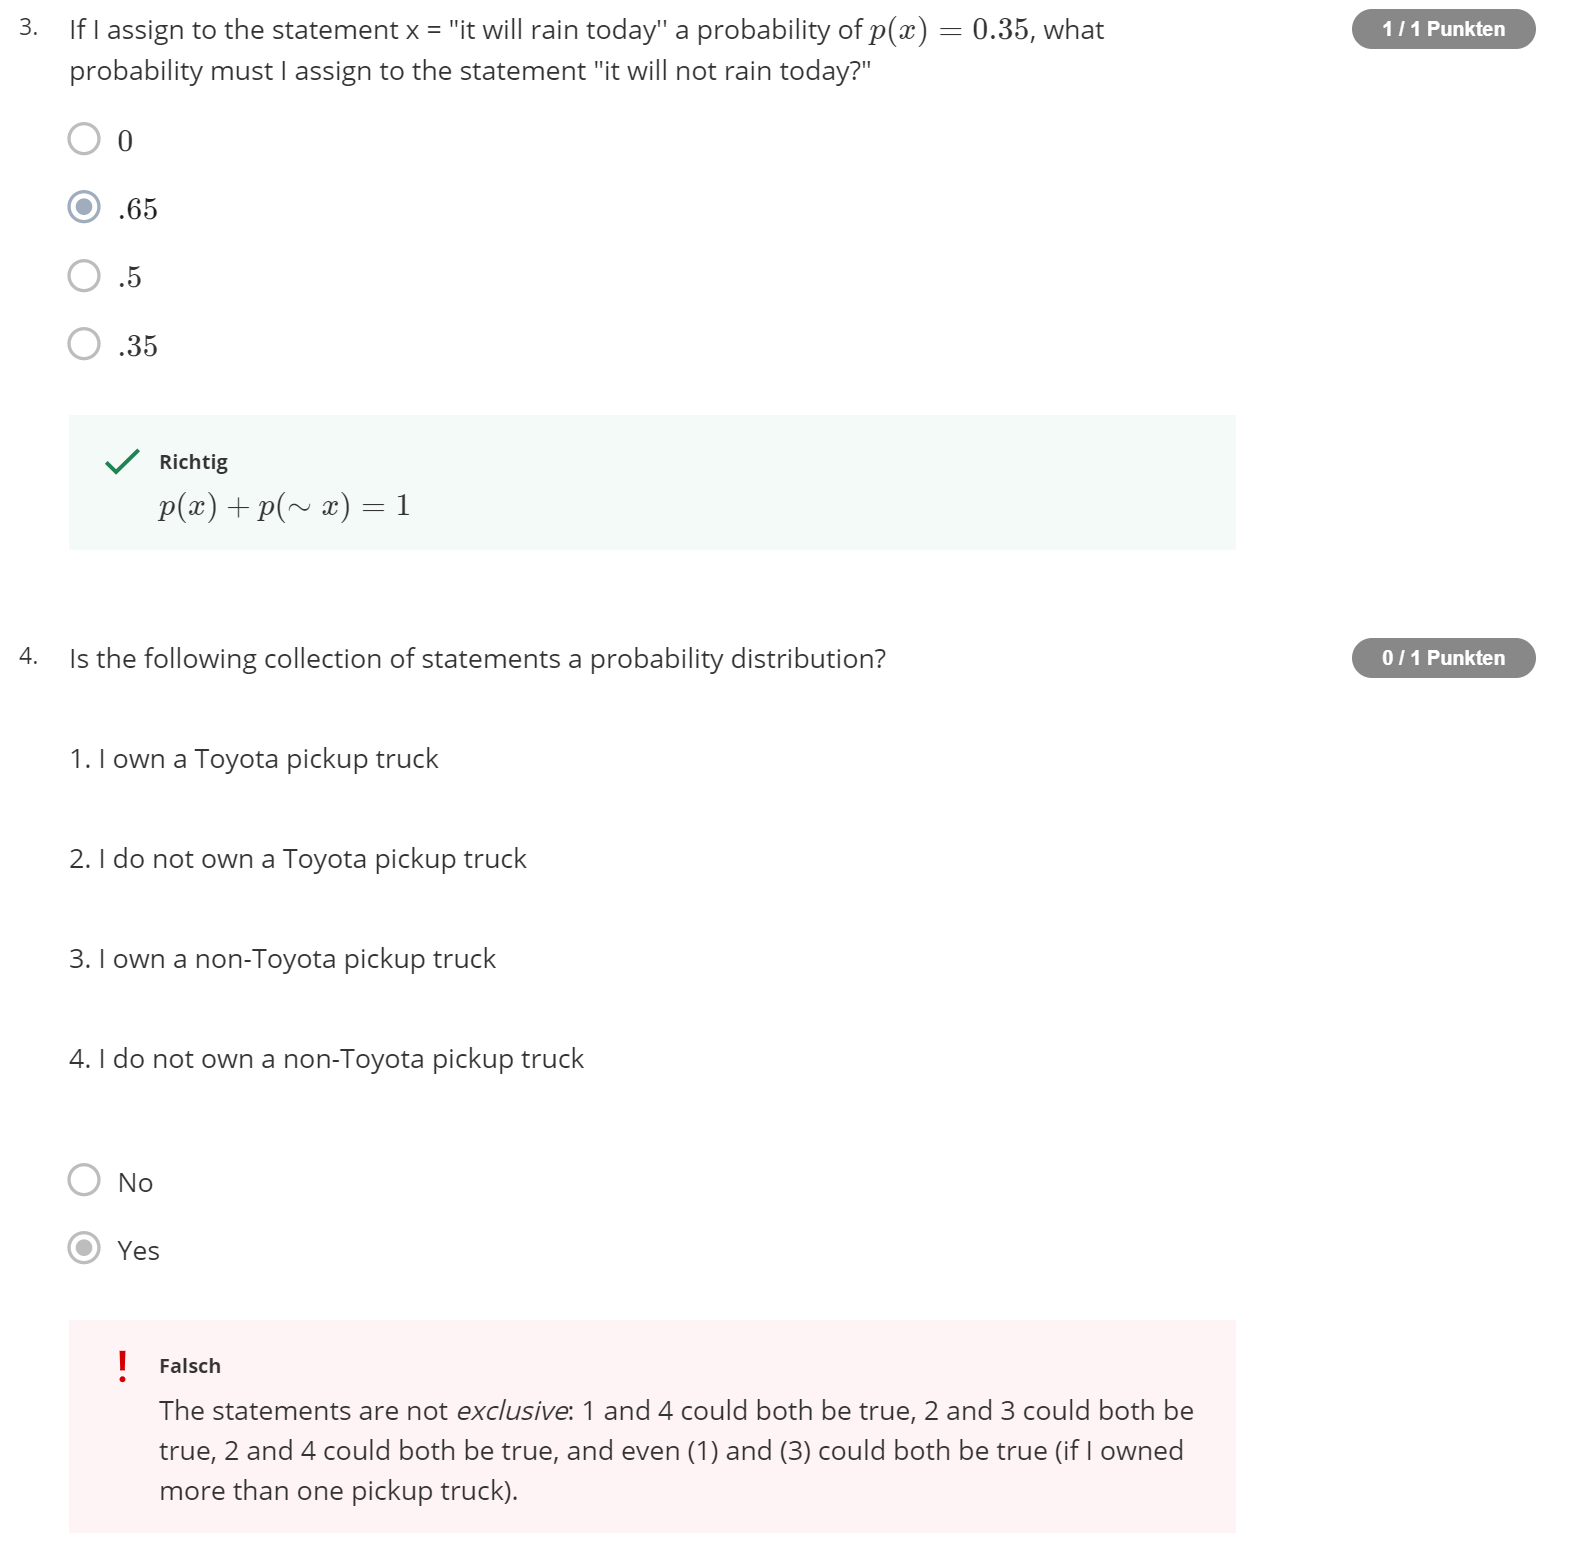 3. If I assign to the statement x = "it will rain today'' a probability of p(x) = 0.35, what
1 / 1 Punkten
probability must I assign to the statement "it will not rain today?"
0
.65
.5
.35
Richtig
p(x) + p(∼ x) = 1
4. Is the following collection of statements a probability distribution?
0 / 1 Punkten
1. I own a Toyota pickup truck
2. I do not own a Toyota pickup truck
3. I own a non-Toyota pickup truck
4. I do not own a non-Toyota pickup truck
No
Yes
! Falsch
The statements are not exclusive: 1 and 4 could both be true, 2 and 3 could both be
true, 2 and 4 could both be true, and even (1) and (3) could both be true (if I owned
more than one pickup truck).